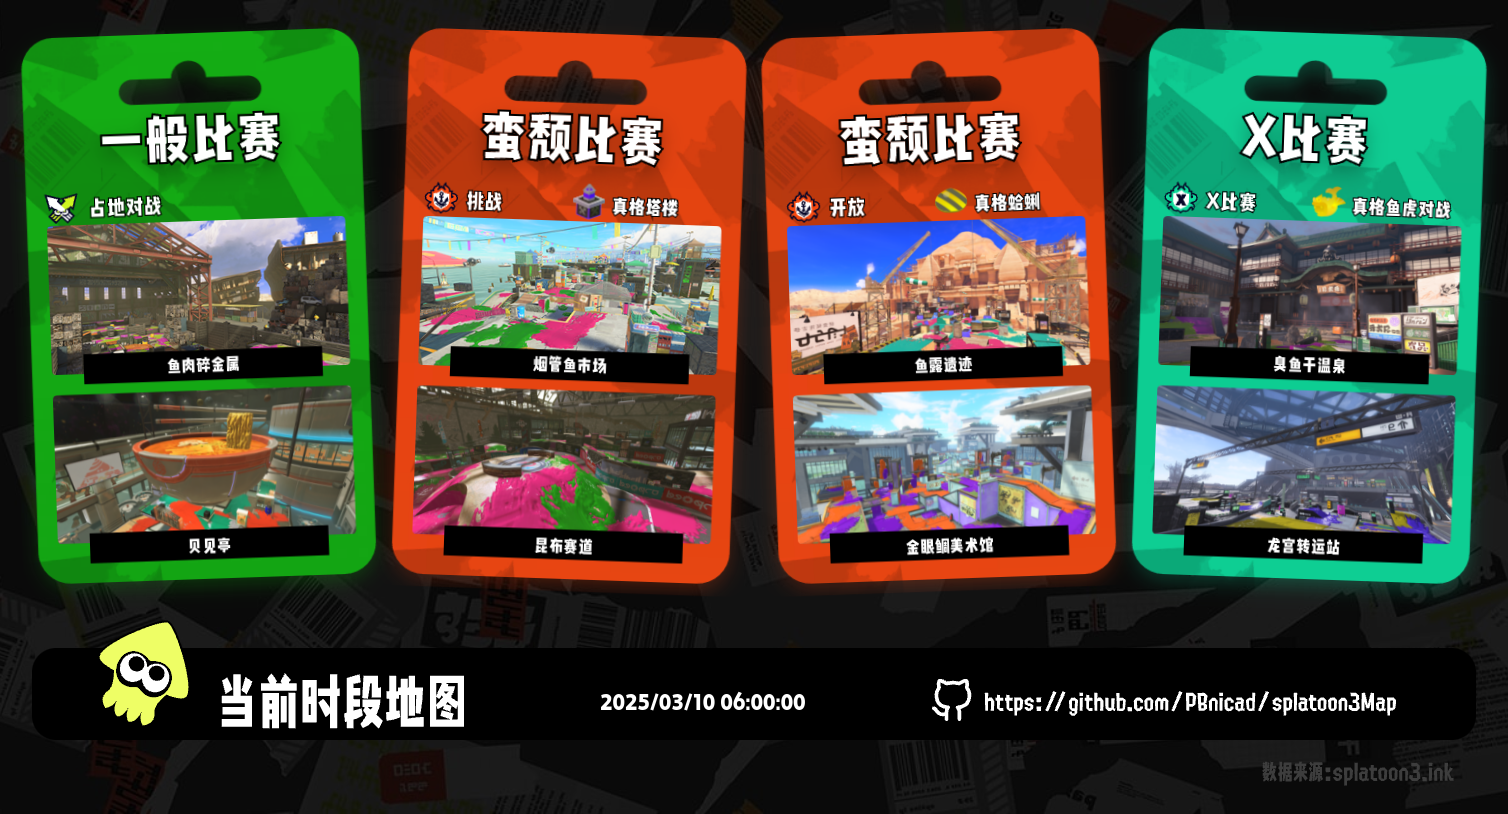 一般比赛
占地对战
鱼肉碎金属
贝见亭
蛮颓比赛
挑战
真格塔楼
烟管鱼市场
昆布赛道
蛮颓比赛
开放
真格蛤蜊
鱼露遗迹
金眼鲷美术馆
X比赛
X比赛
真格鱼虎对战
臭鱼干温泉
龙宫转运站
当前时段地图
2025/03/10 06:00:00
https://github.com/PBnicad/splatoon3Map
数据来源:splatoon3.ink